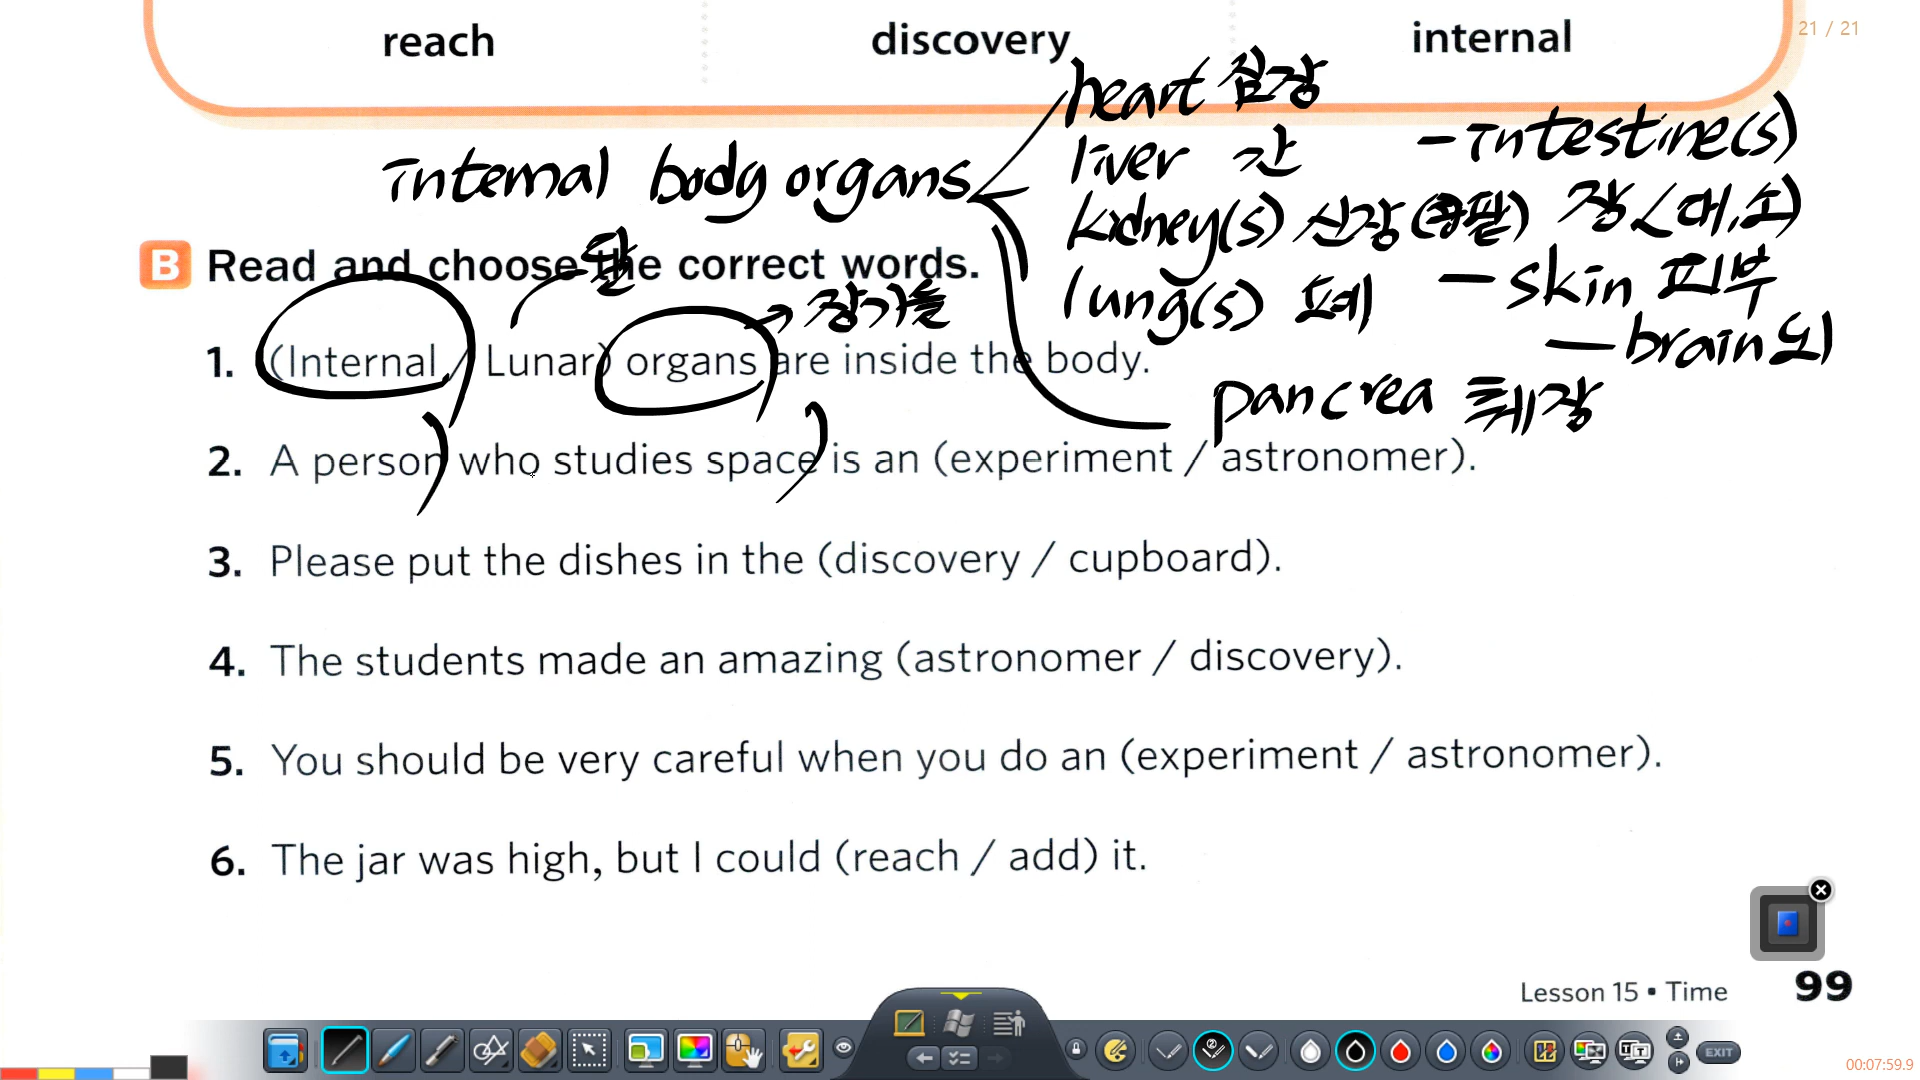 reach discovery internal
21 / 21
heart 심장
Internal body organs
liver 간
- Intestine(s)
kidney(s) 신장(콩팥) 장 < 대, 소)
B Read and choose the correct words.
달
lung(s) 폐
- skin 피부
→ 장기들
- brain 뇌
1. (Internal / Lunar) organs are inside the body.
pancrea 췌장
2. A person who studies space is an (experiment / astronomer).
3. Please put the dishes in the (discovery / cupboard).
4. The students made an amazing (astronomer / discovery).
5. You should be very careful when you do an (experiment / astronomer).
6. The jar was high, but I could (reach / add) it.
Lesson 15 • Time 99
EXIT
00:07:59.9